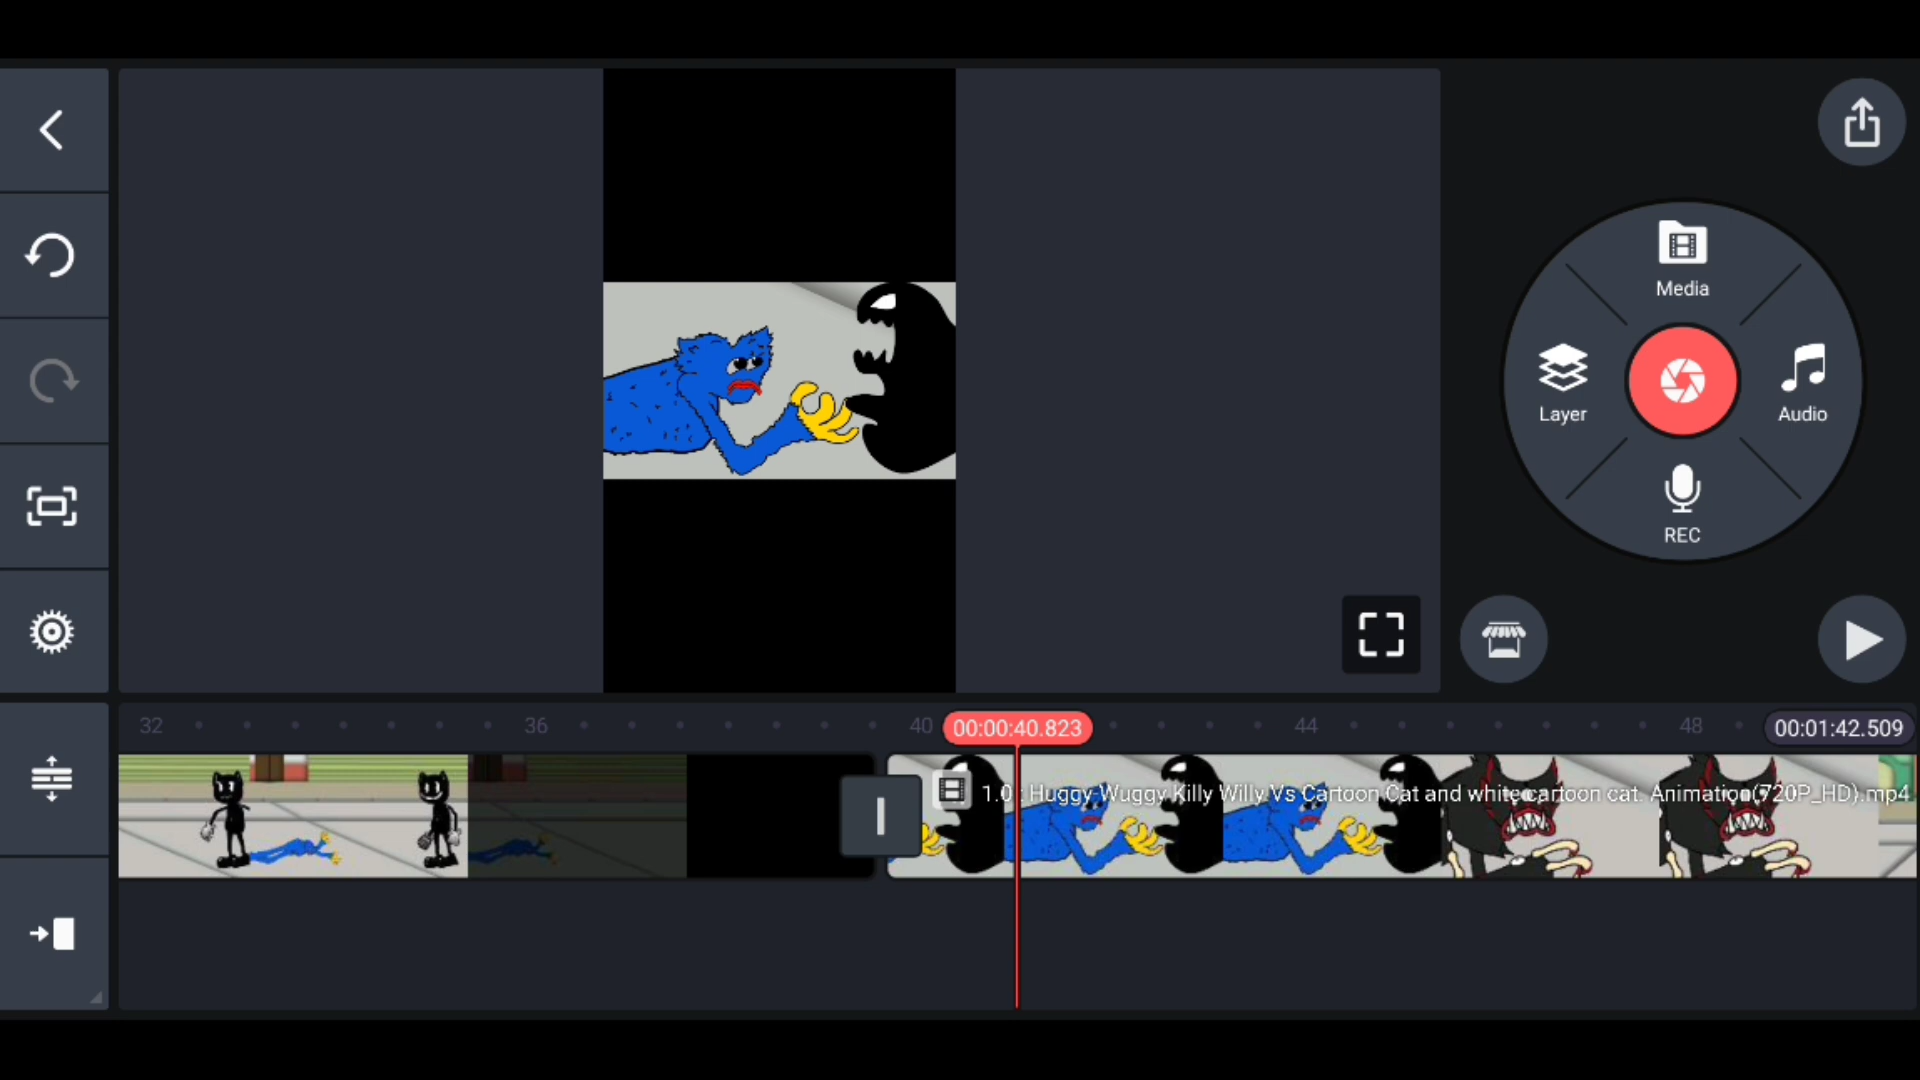 Media
Layer
Audio
REC
32
36
40
00:00:40.823
44
48
00:01:42.509
1.0 : Huggy Wuggy Killy Willy Vs Cartoon Cat and white cartoon cat. Animation(720P_HD).mp4